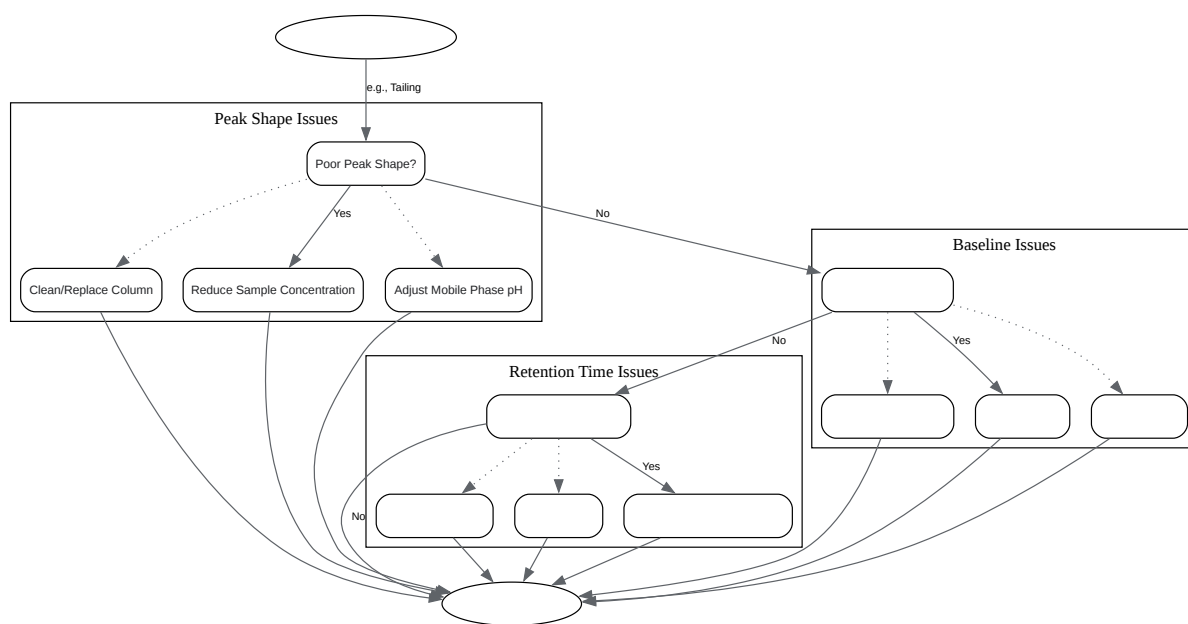 e.g., Tailing
Peak Shape Issues
Poor Peak Shape?
Yes
No
Clean/Replace Column
Reduce Sample Concentration
Adjust Mobile Phase pH
Baseline Issues
No
Yes
Retention Time Issues
Yes
No